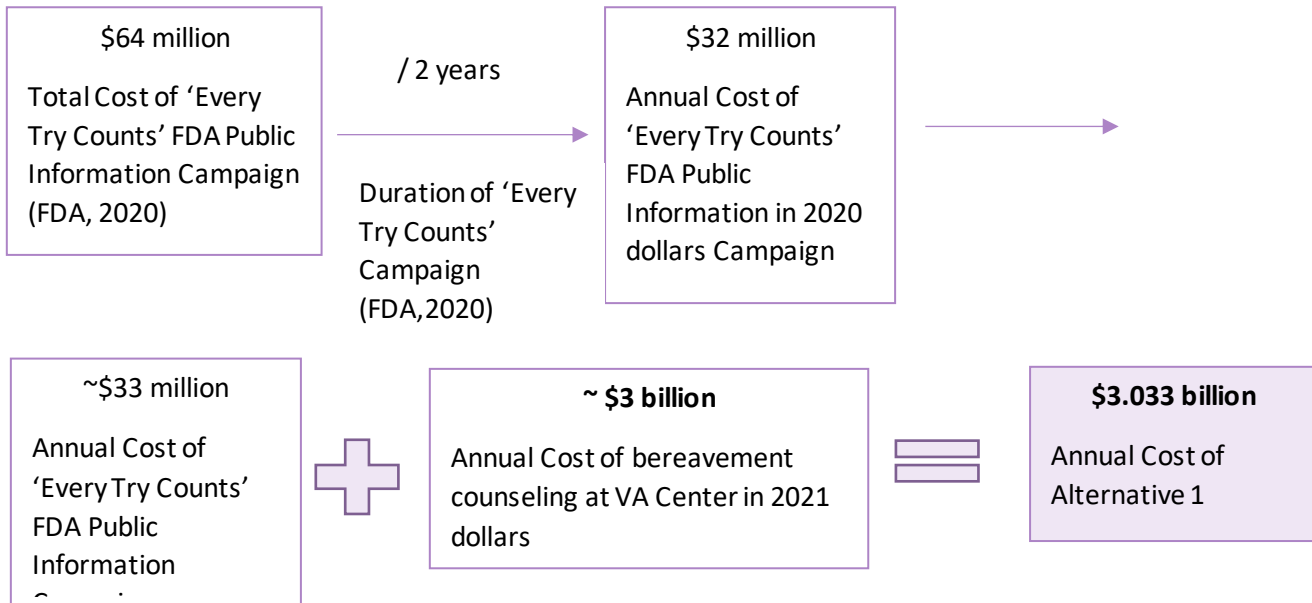 $64 million
Total Cost of ‘Every
Try Counts’ FDA Public
Information Campaign
(FDA, 2020)
/ 2 years
Duration of ‘Every
Try Counts’
Campaign
(FDA,2020)
$32 million
Annual Cost of
‘Every Try Counts’
FDA Public
Information in 2020
dollars Campaign
~$33 million
Annual Cost of
‘Every Try Counts’
FDA Public
Information
~ $3 billion
Annual Cost of bereavement
counseling at VA Center in 2021
dollars
$3.033 billion
Annual Cost of
Alternative 1